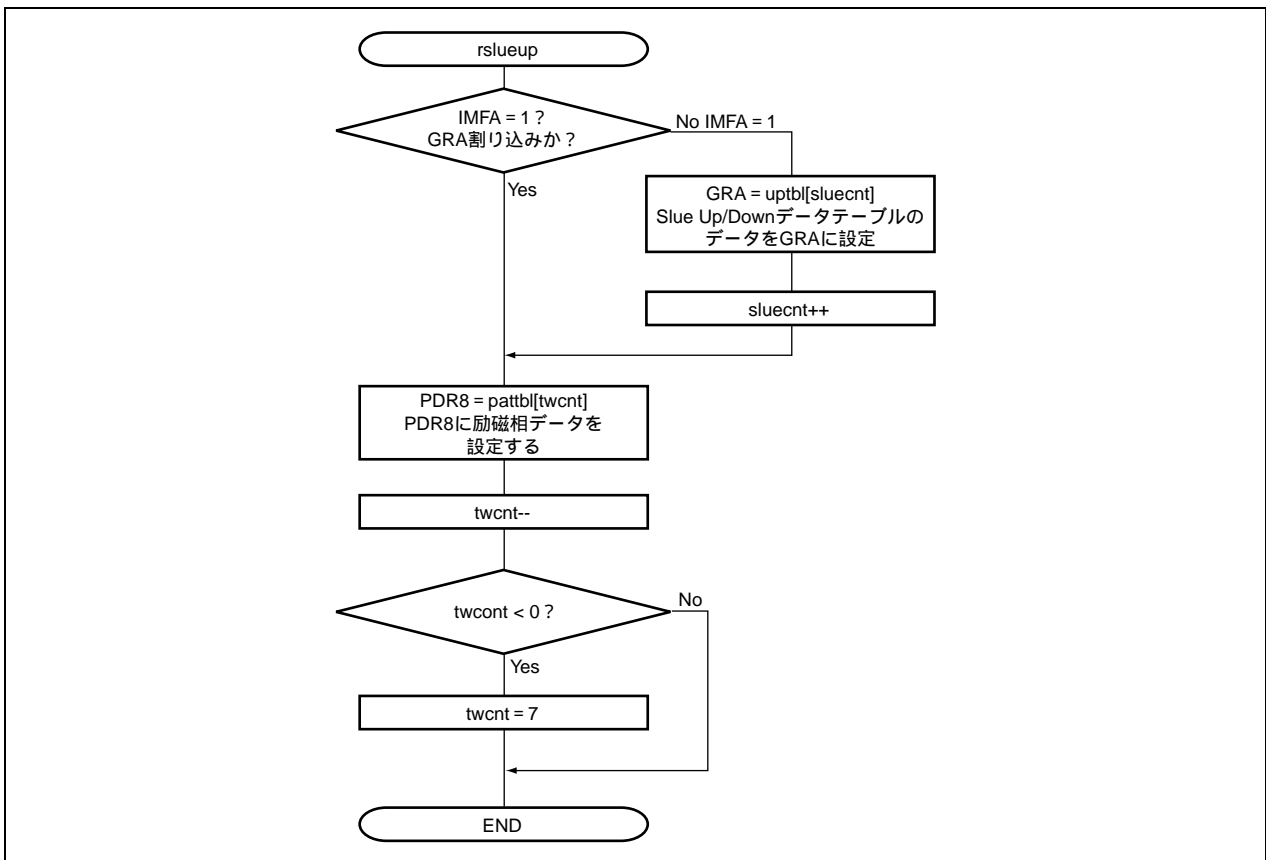 rslueup
IMFA = 1？
GRA割り込みか？
No IMFA = 1
Yes
GRA = uptbl[sluecnt]
Slue Up/Downデータテーブルの
データをGRAに設定
sluecnt++
PDR8 = pattbl[twcnt]
PDR8に励磁相データを
設定する
twcnt--
twcont < 0？
No
Yes
twcnt = 7
END